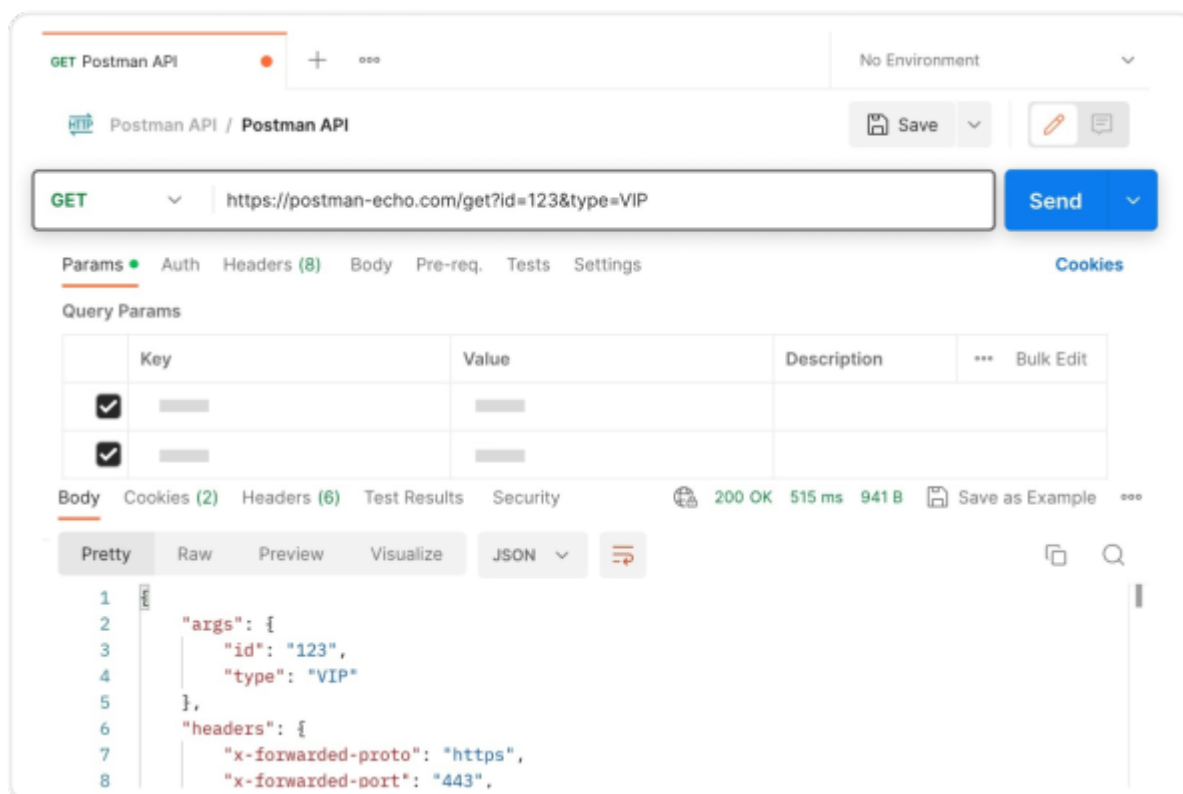 GET Postman API No Environment
HTTP Postman API / Postman API Save
GET https://postman-echo.com/get?id=123&type=VIP Send
Params Auth Headers (8) Body Pre-req. Tests Settings Cookies
Query Params
Key Value Description Bulk Edit
Body Cookies (2) Headers (6) Test Results Security 200 OK 515 ms 941 B Save as Example
Pretty Raw Preview Visualize JSON
1 {
2 "args": {
3 "id": "123",
4 "type": "VIP"
5 },
6 "headers": {
7 "x-forwarded-proto": "https",
8 "x-forwarded-port": "443",